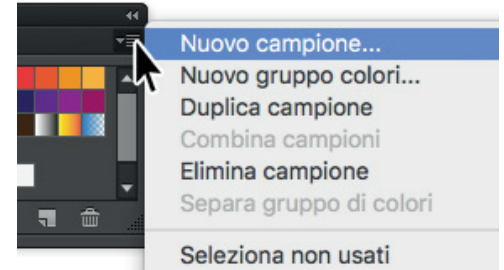 Nuovo campione...
Nuovo gruppo colori...
Duplica campione
Combina campioni
Elimina campione
Separa gruppo di colori
Seleziona non usati